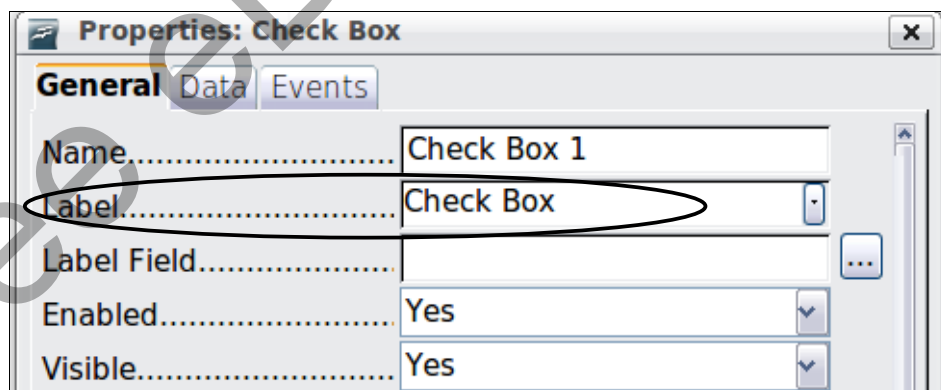 Properties: Check Box
General Data Events
Name........................... Check Box 1
Label............................ Check Box
Label Field....................
...
Enabled........................ Yes
Visible.......................... Yes